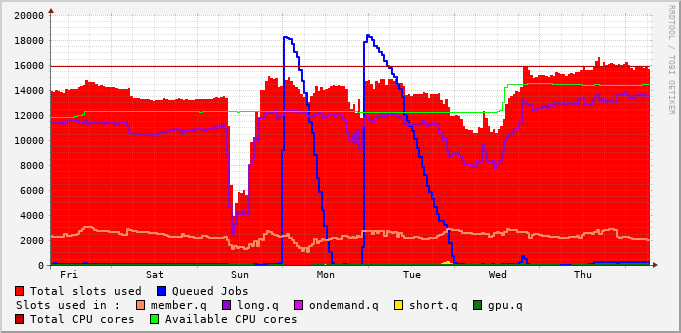 20000
18000
16000
14000
12000
10000
8000
6000
4000
2000
0
Fri Sat Sun Mon Tue Wed Thu
RRDTOOL / TOBI OETIKER
Total slots used Queued Jobs
Slots used in : member.q long.q ondemand.q short.q gpu.q
Total CPU cores Available CPU cores